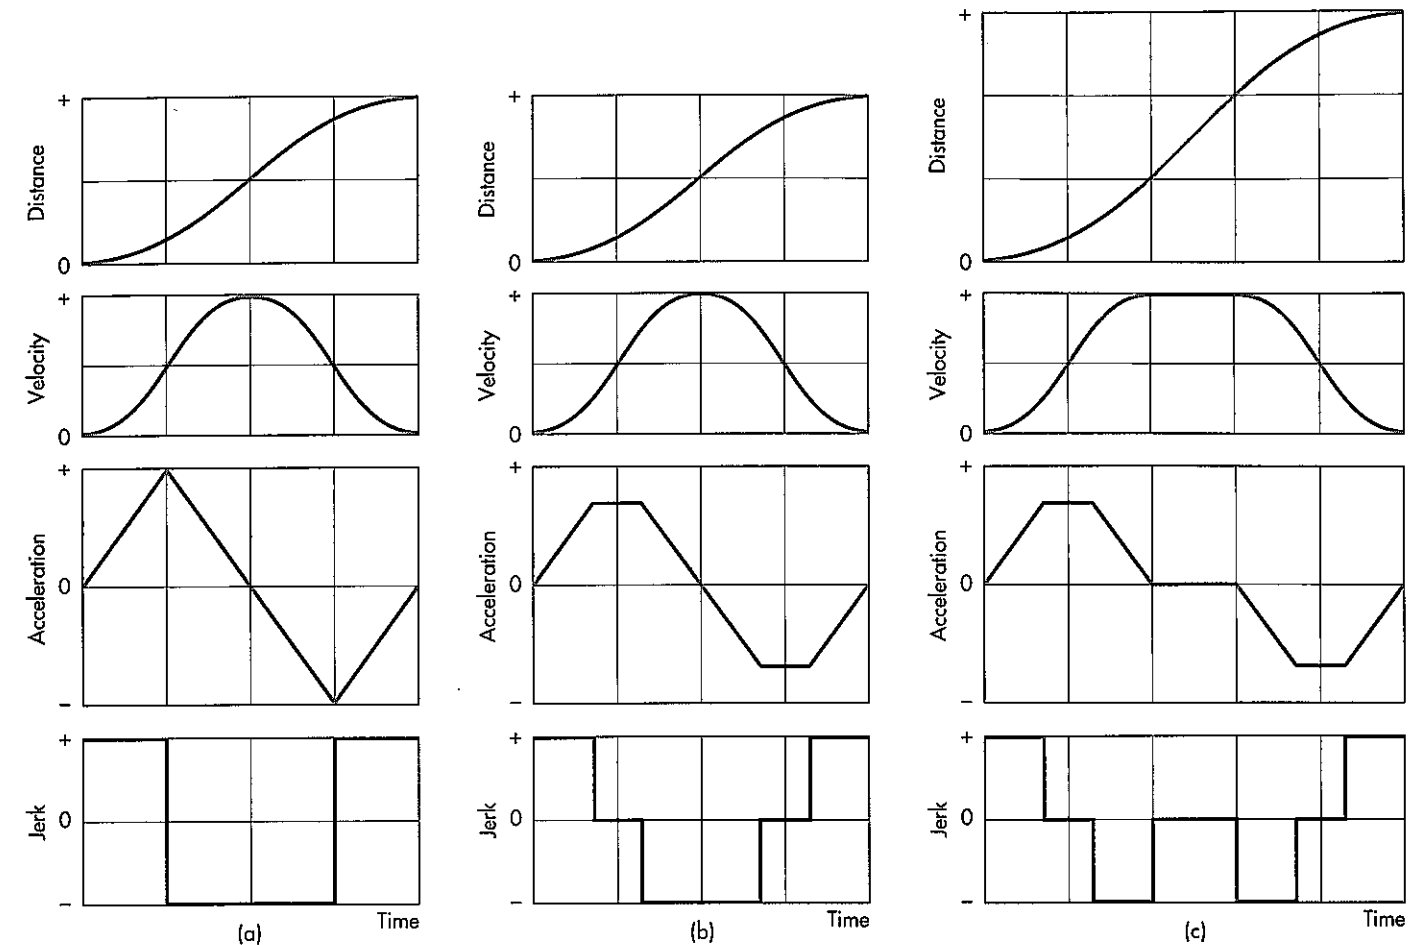 +
Distance
0
+
Velocity
0
+
Acceleration
0
−
+
Jerk
0
−
Time
(a)
+
Distance
0
+
Velocity
0
+
Acceleration
0
−
+
Jerk
0
−
Time
(b)
+
Distance
0
+
Velocity
0
+
Acceleration
0
−
+
Jerk
0
−
Time
(c)